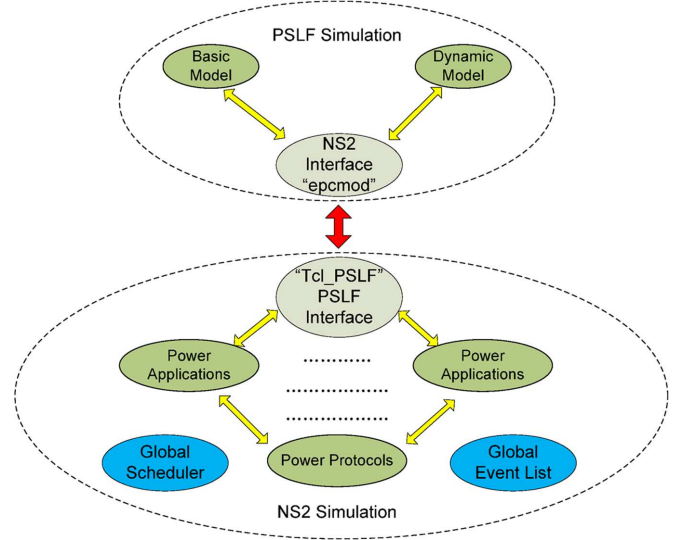 PSLF Simulation
Basic
Model
Dynamic
Model
NS2
Interface
“epcmod”
“Tcl_PSLF”
PSLF
Interface
Power
Applications
Power
Applications
Global
Scheduler
Power Protocols
Global
Event List
NS2 Simulation